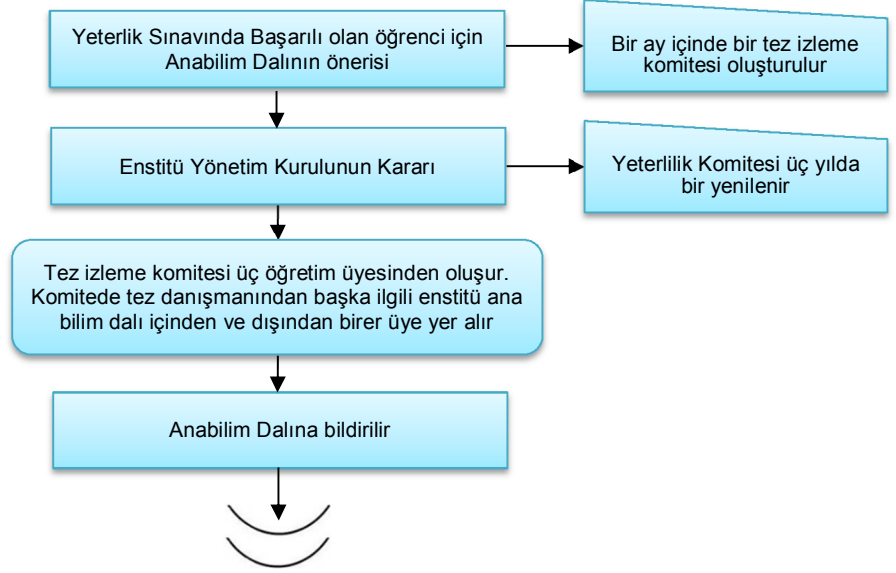 Yeterlik Sınavında Başarılı olan öğrenci için
Anabilim Dalının önerisi
Bir ay içinde bir tez izleme
komitesi oluşturulur
Enstitü Yönetim Kurulunun Kararı
Yeterlilik Komitesi üç yılda
bir yenilenir
Tez izleme komitesi üç öğretim üyesinden oluşur.
Komitede tez danışmanından başka ilgili enstitü ana
bilim dalı içinden ve dışından birer üye yer alır
Anabilim Dalına bildirilir